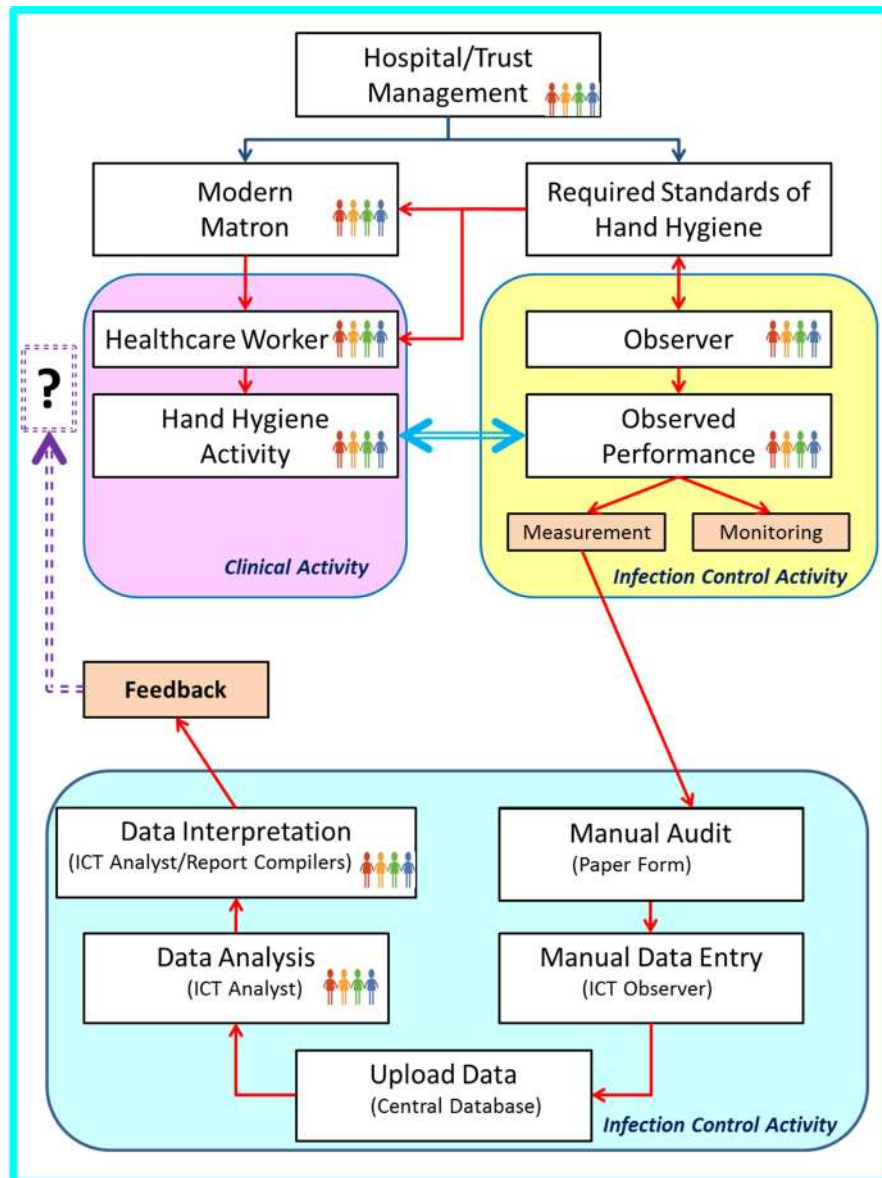 Hospital/Trust
Management
Modern
Matron
Required Standards of
Hand Hygiene
Healthcare Worker
Observer
?
Hand Hygiene
Activity
Observed
Performance
Measurement
Monitoring
Clinical Activity
Infection Control Activity
Feedback
Data Interpretation
(ICT Analyst/Report Compilers)
Manual Audit
(Paper Form)
Data Analysis
(ICT Analyst)
Manual Data Entry
(ICT Observer)
Upload Data
(Central Database)
Infection Control Activity